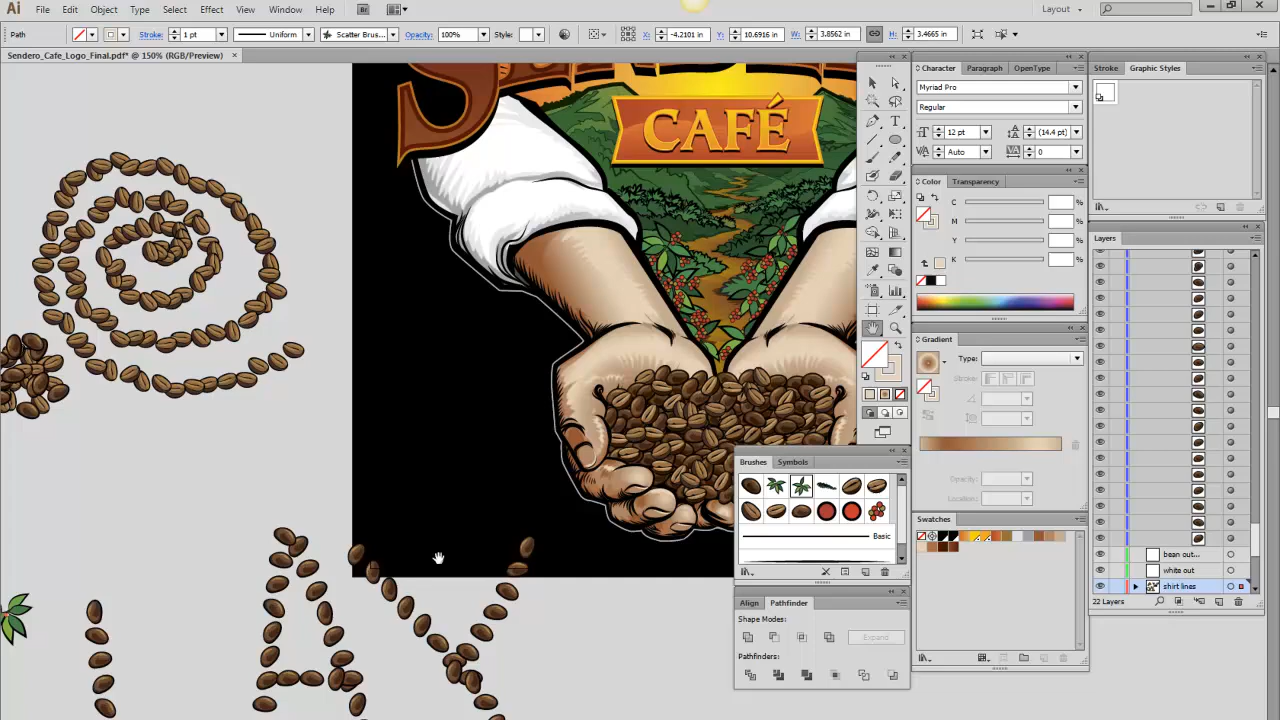 Ai File Edit Object Type Select Effect View Window Help Br Layout
Path Stroke: 1 pt Uniform Scatter Brus... Opacity: 100% Style: X: -4.2101 in Y: 10.6916 in W: 3.8562 in H: 3.4665 in
Sendero_Cafe_Logo_Final.pdf* @ 150% (RGB/Preview)
CAFÉ
Character Paragraph OpenType
Myriad Pro
Regular
12 pt (14.4 pt)
Auto 0
Color Transparency
C %
M %
Y %
K %
Gradient
Type:
Stroke:
Opacity:
Location:
Swatches
Stroke Graphic Styles
Layers
bean out...
white out
shirt lines
22 Layers
Brushes Symbols
Basic
Align Pathfinder
Shape Modes:
Expand
Pathfinders: